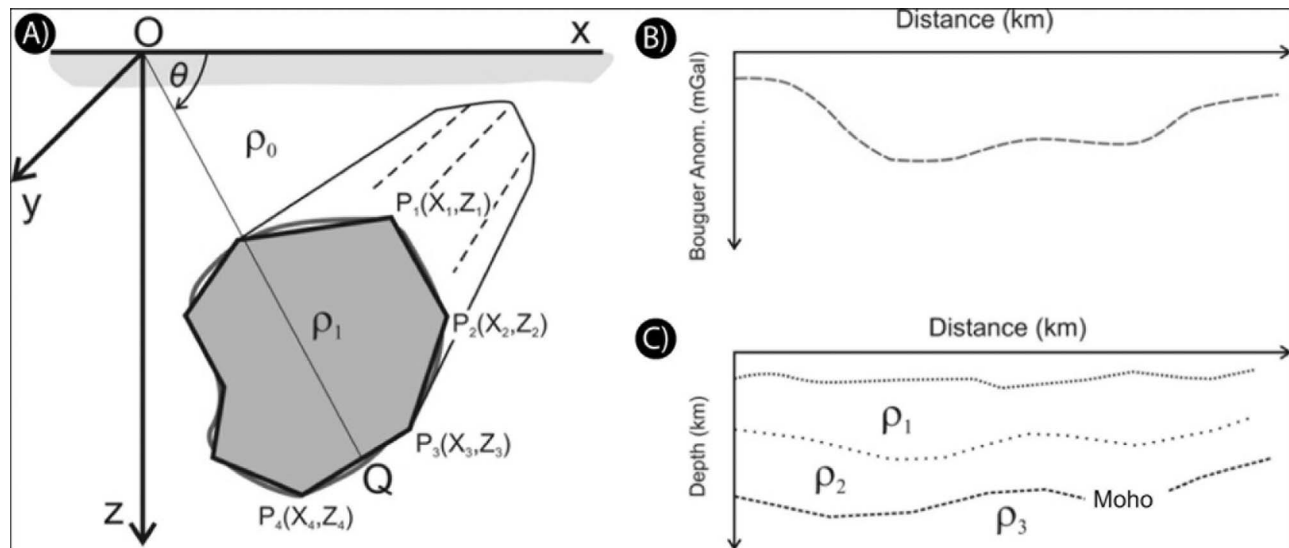 A)
O
X
θ
ρ0
y
P1(X1,Z1)
ρ1
P2(X2,Z2)
P3(X3,Z3)
Q
P4(X4,Z4)
z
B)
Distance (km)
Bouguer Anom. (mGal)
C)
Distance (km)
Depth (km)
ρ1
ρ2
Moho
ρ3